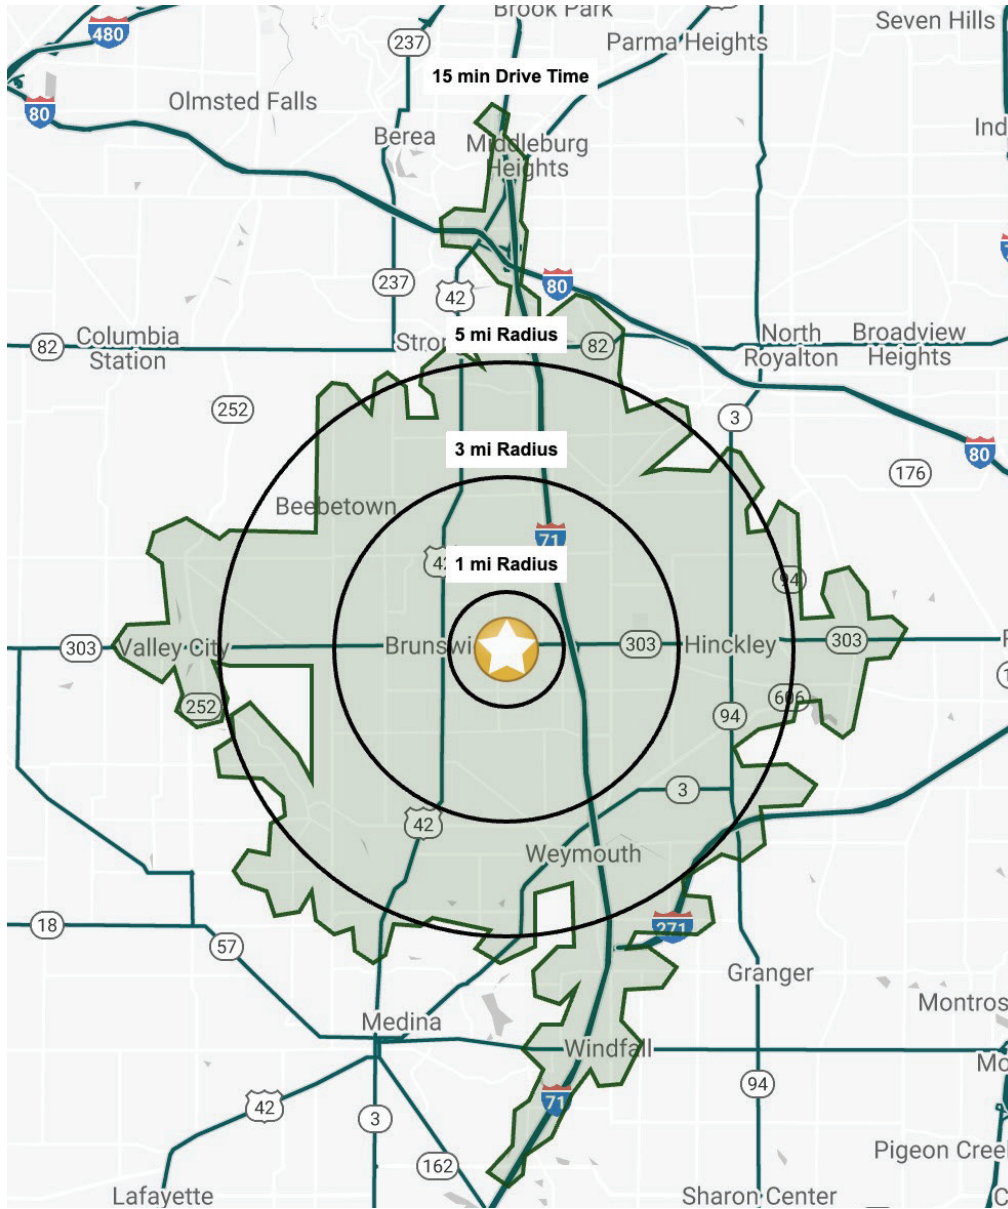 Brook Park
Seven Hills
480
237
Parma Heights
15 min Drive Time
Olmsted Falls
80
Berea
Middleburg
Heights
Ind
237
42
80
5 mi Radius
Columbia
Station
82
Stron
82
North
Royalton
Broadview
Heights
252
3
3 mi Radius
80
176
Beebetown
71
42
1 mi Radius
94
303
Valley City
Brunswi
303
Hinckley
303
252
606
94
3
42
Weymouth
18
271
57
Granger
Montros
Medina
Windfall
Mo
42
71
94
3
162
Pigeon Cree
Lafayette
Sharon Center
C